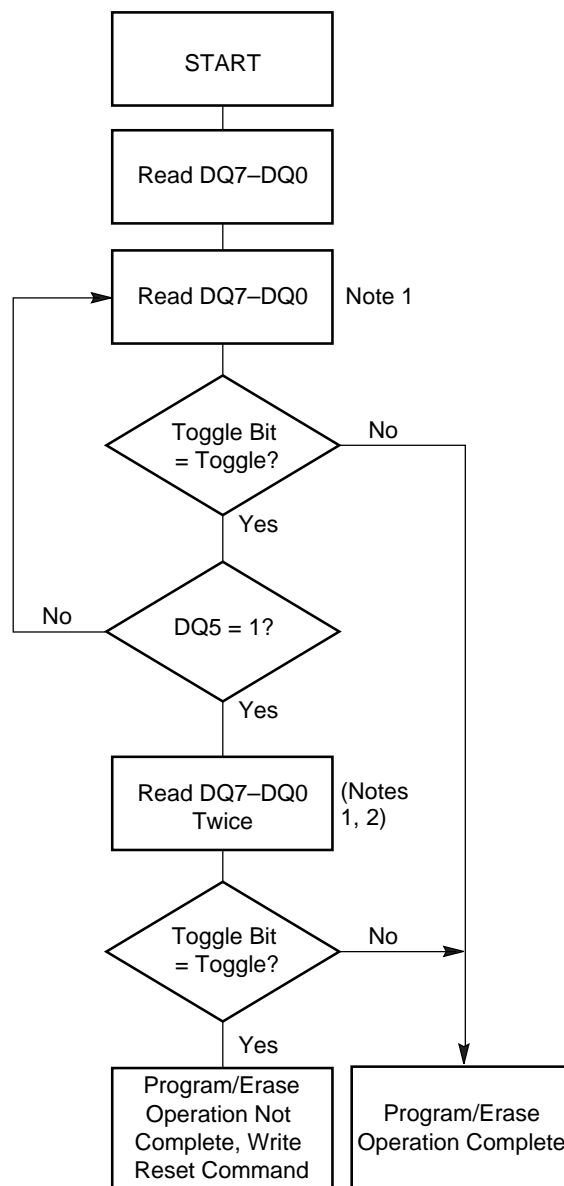 START
Read DQ7–DQ0
Read DQ7–DQ0
Note 1
Toggle Bit
= Toggle?
No
Yes
DQ5 = 1?
No
Yes
Read DQ7–DQ0
Twice
(Notes
1, 2)
Toggle Bit
= Toggle?
No
Yes
Program/Erase
Operation Not
Complete, Write
Reset Command
Program/Erase
Operation Complete